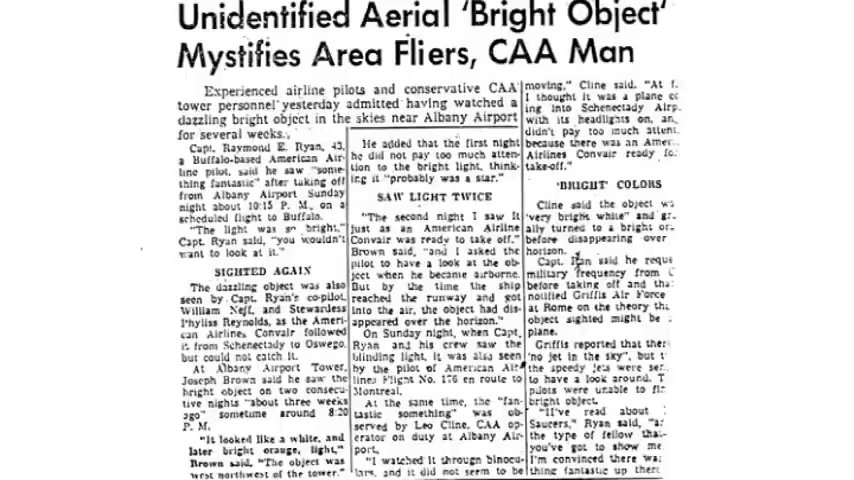 Unidentified Aerial 'Bright Object'
Mystifies Area Fliers, CAA Man
Experienced airline pilots and conservative CAA
tower personnel yesterday admitted having watched a
dazzling bright object in the skies near Albany Airport
for several weeks.
Capt. Raymond E. Ryan, 43,
a Buffalo-based American Air-
line pilot, said he saw "some-
thing fantastic" after taking off
from Albany Airport Sunday
night about 10:15 P. M., on a
scheduled flight to Buffalo.
"The light was so bright,"
Capt. Ryan said, "you wouldn't
want to look at it."
SIGHTED AGAIN
The dazzling object was also
seen by Capt. Ryan's co-pilot,
William Neff, and Stewardess
Phyliss Reynolds, as the Ameri-
can Airlines Convair followed
it from Schenectady to Oswego,
but could not catch it.
At Albany Airport Tower,
Joseph Brown said he saw the
bright object on two consecu-
tive nights "about three weeks
ago" sometime around 8:20
P. M.
"It looked like a white, and
later bright orange, light,"
Brown said. "The object was
west northwest of the tower."
He added that the first night
he did not pay too much atten-
tion to the bright light, think-
ing it "probably was a star."
SAW LIGHT TWICE
"The second night I saw it
just as an American Airline
Convair was ready to take off,"
Brown said, "and I asked the
pilot to have a look at the ob-
ject when he became airborne.
But by the time the ship
reached the runway and got
into the air, the object had dis-
appeared over the horizon."
On Sunday night, when Capt.
Ryan and his crew saw the
blinding light, it was also seen
by the pilot of American Air
lines Flight No. 176 en route to
Montreal.
At the same time, the "fan-
tastic something" was ob-
served by Leo Cline, CAA op-
erator on duty at Albany Air-
port.
"I watched it through binocu-
lars, and it did not seem to be
moving," Cline said. "At f
I thought it was a plane
ing into Schenectady Airp
with its headlights on, an
didn't pay too much attent
because there was an Amer
Airlines Convair ready fo
take-off."
'BRIGHT' COLORS
Cline said the object
'very bright white" and gr
ally turned to a bright or
before disappearing over
horizon.
Capt. Ryan said he reque
military frequency from
before taking off and tha
notified Griffis Air Force
at Rome on the theory tha
object sighted might be
plane.
Griffis reported that ther
'no jet in the sky", but t
the speedy jets were sen
to have a look around. T
pilots were unable to fi
bright object.
"I've read about
Saucers," Ryan said, "a
the type of fellow tha
you've got to show me.
I'm convinced there was
thing fantastic up there